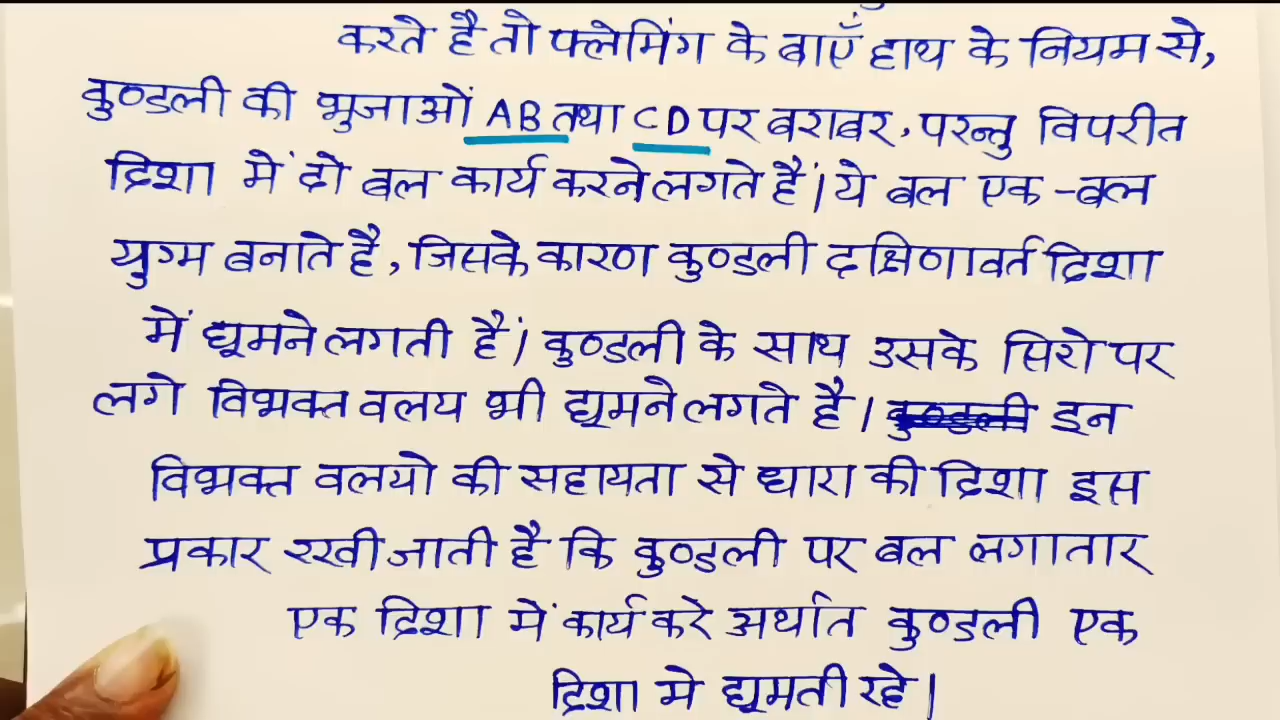 करते है तो फ्लेमिंग के बाएँ हाथ के नियम से,
कुण्डली की भुजाओं AB तथा CD पर बराबर, परन्तु विपरीत
दिशा में दो बल कार्य करने लगते हैं। ये बल एक-बल
युग्म बनाते है, जिसके कारण कुण्डली दक्षिणावर्त दिशा
में घूमने लगती हैं। कुण्डली के साथ उसके सिरो पर
लगे विभक्त वलय भी घूमने लगते है। कुण्डली इन
विभक्त वलयो की सहायता से धारा की दिशा इस
प्रकार रखी जाती है कि कुण्डली पर बल लगातार
एक दिशा में कार्य करे अर्थात कुण्डली एक
दिशा मे घूमती रहे।